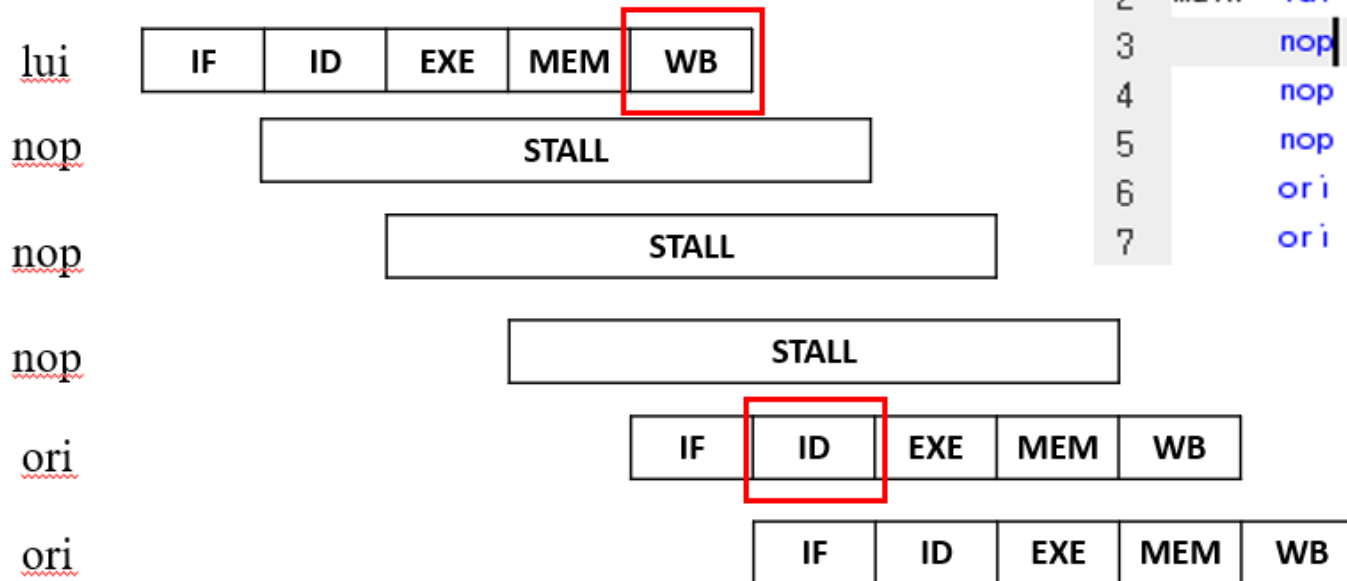 lui IF ID EXE MEM WB
nop STALL
nop STALL
nop STALL
ori IF ID EXE MEM WB
ori IF ID EXE MEM WB
3 nop
4 nop
5 nop
6 ori
7 ori